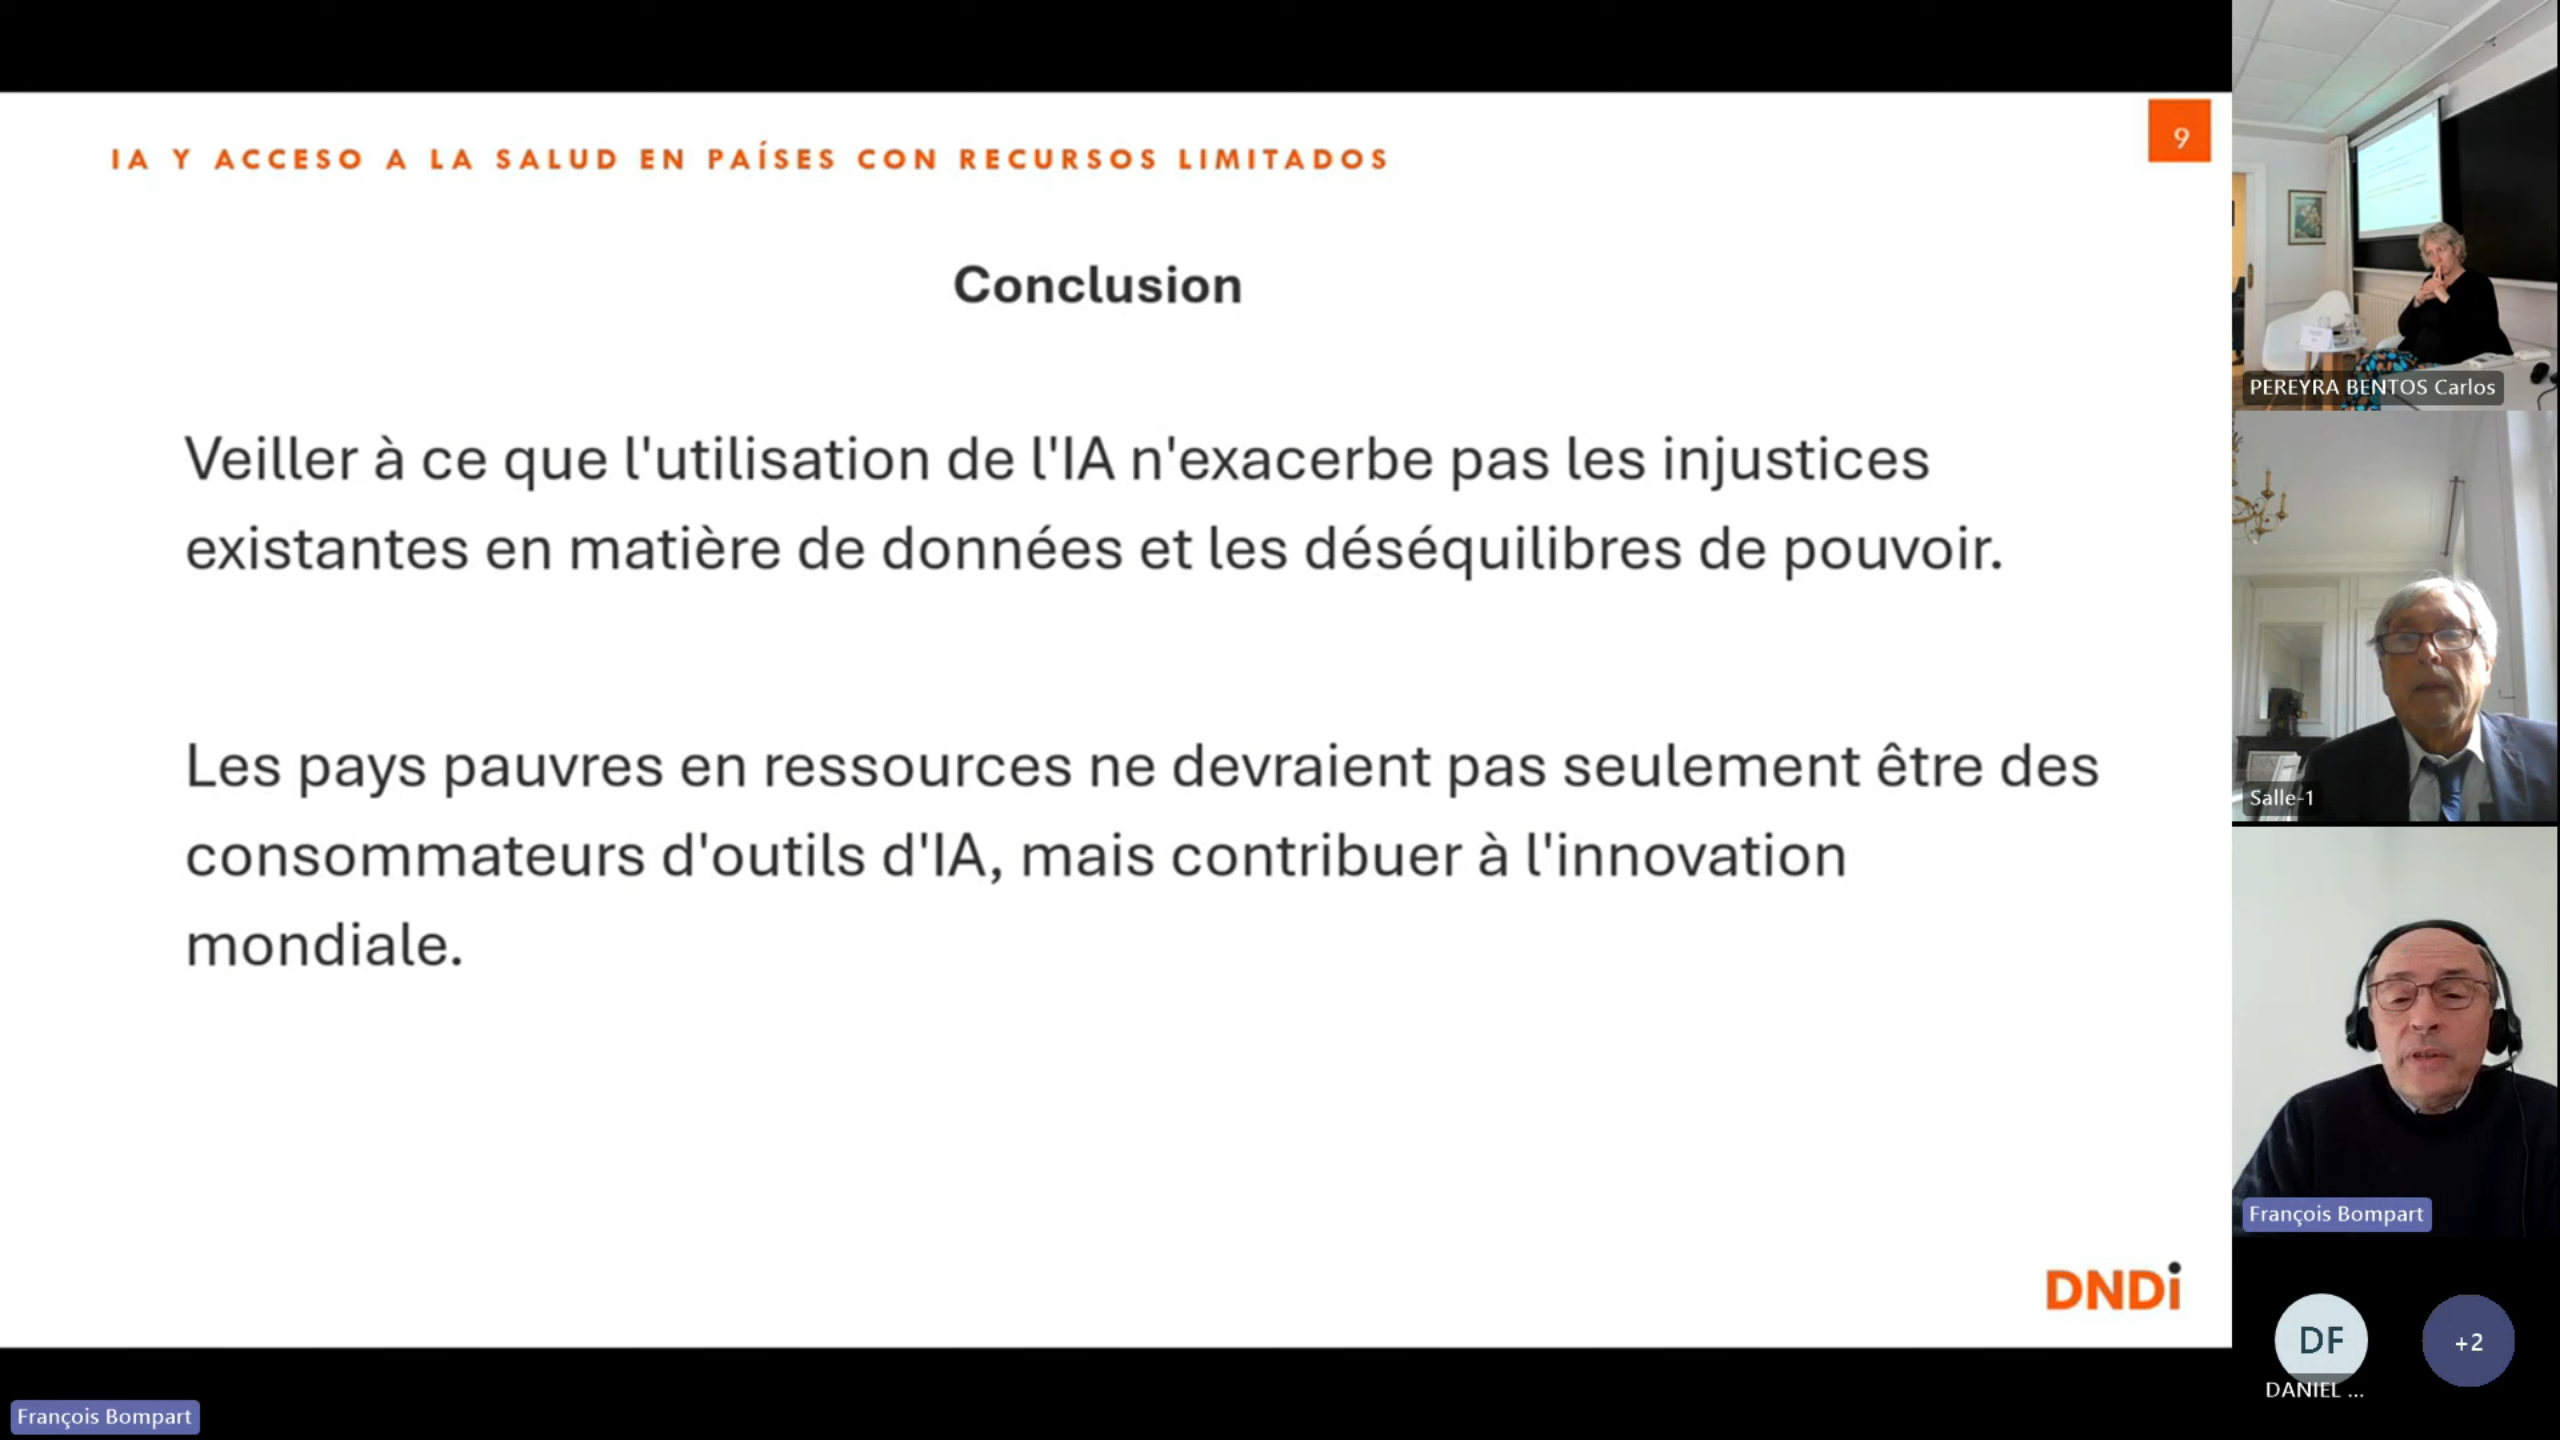 IA Y ACCESO A LA SALUD EN PAÍSES CON RECURSOS LIMITADOS
9
Conclusion
Veiller à ce que l'utilisation de l'IA n'exacerbe pas les injustices
existantes en matière de données et les déséquilibres de pouvoir.
Les pays pauvres en ressources ne devraient pas seulement être des
consommateurs d'outils d'IA, mais contribuer à l'innovation
mondiale.
DNDi
François Bompart
PEREYRA BENTOS Carlos
Salle-1
François Bompart
DF
DANIEL ...
+2